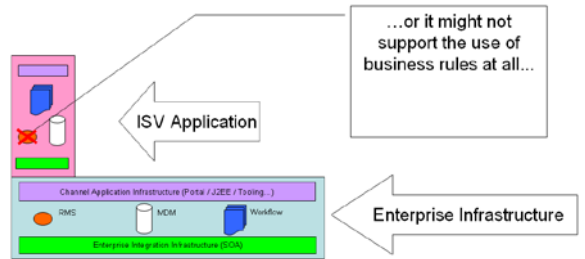 …or it might not
support the use of
business rules at all...
ISV Application
Channel Application Infrastructure (Portal / J2EE / Tooling…)
RMS
MDM
Workflow
Enterprise Infrastructure
Enterprise Integration Infrastructure (SOA)